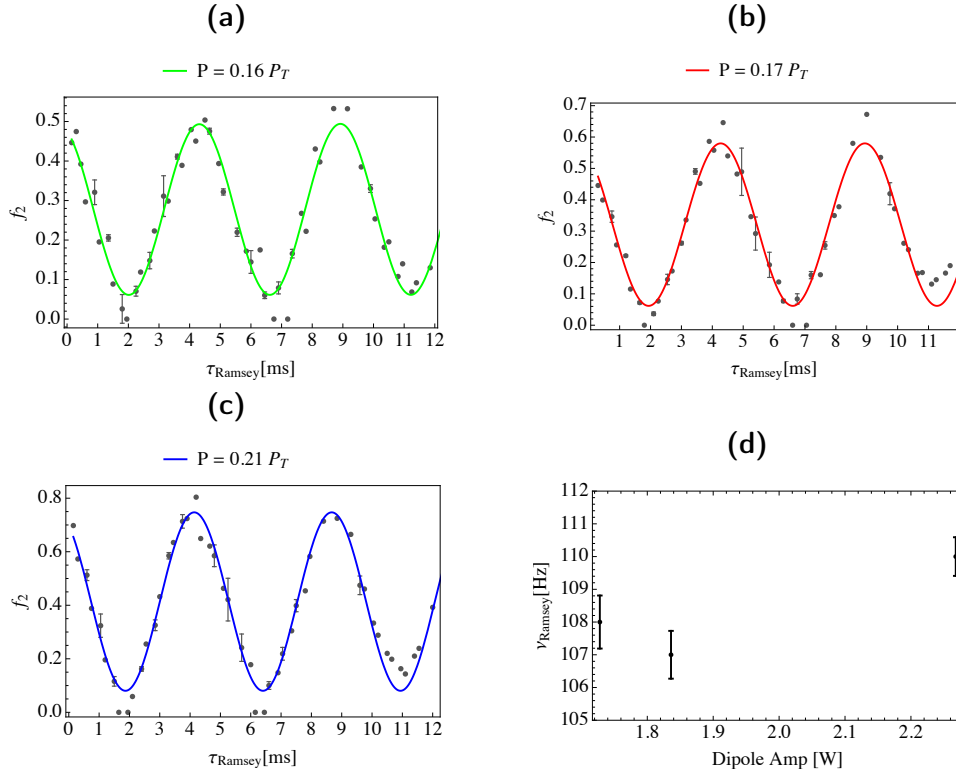 (a)
P = 0.16 P_T
f_2
0.5
0.4
0.3
0.2
0.1
0.0
0 1 2 3 4 5 6 7 8 9 10 11 12
τ_Ramsey[ms]
(b)
P = 0.17 P_T
f_2
0.7
0.6
0.5
0.4
0.3
0.2
0.1
0.0
1 2 3 4 5 6 7 8 9 10 11
τ_Ramsey[ms]
(c)
P = 0.21 P_T
f_2
0.8
0.6
0.4
0.2
0.0
0 1 2 3 4 5 6 7 8 9 10 11 12
τ_Ramsey[ms]
(d)
ν_Ramsey[Hz]
112
111
110
109
108
107
106
105
1.8 1.9 2.0 2.1 2.2
Dipole Amp [W]